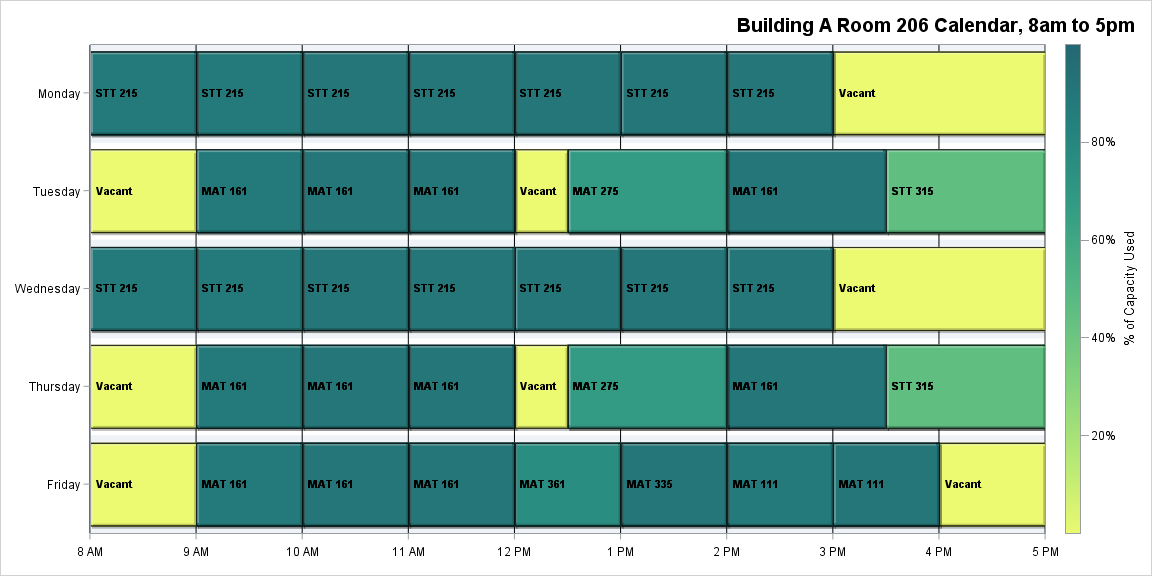 Building A Room 206 Calendar, 8am to 5pm
Monday STT 215 STT 215 STT 215 STT 215 STT 215 STT 215 STT 215 Vacant
Tuesday Vacant MAT 161 MAT 161 MAT 161 Vacant MAT 275 MAT 161 STT 315
Wednesday STT 215 STT 215 STT 215 STT 215 STT 215 STT 215 STT 215 Vacant
Thursday Vacant MAT 161 MAT 161 MAT 161 Vacant MAT 275 MAT 161 STT 315
Friday Vacant MAT 161 MAT 161 MAT 161 MAT 361 MAT 335 MAT 111 MAT 111 Vacant
8 AM 9 AM 10 AM 11 AM 12 PM 1 PM 2 PM 3 PM 4 PM 5 PM
80%
60%
40%
20%
% of Capacity Used